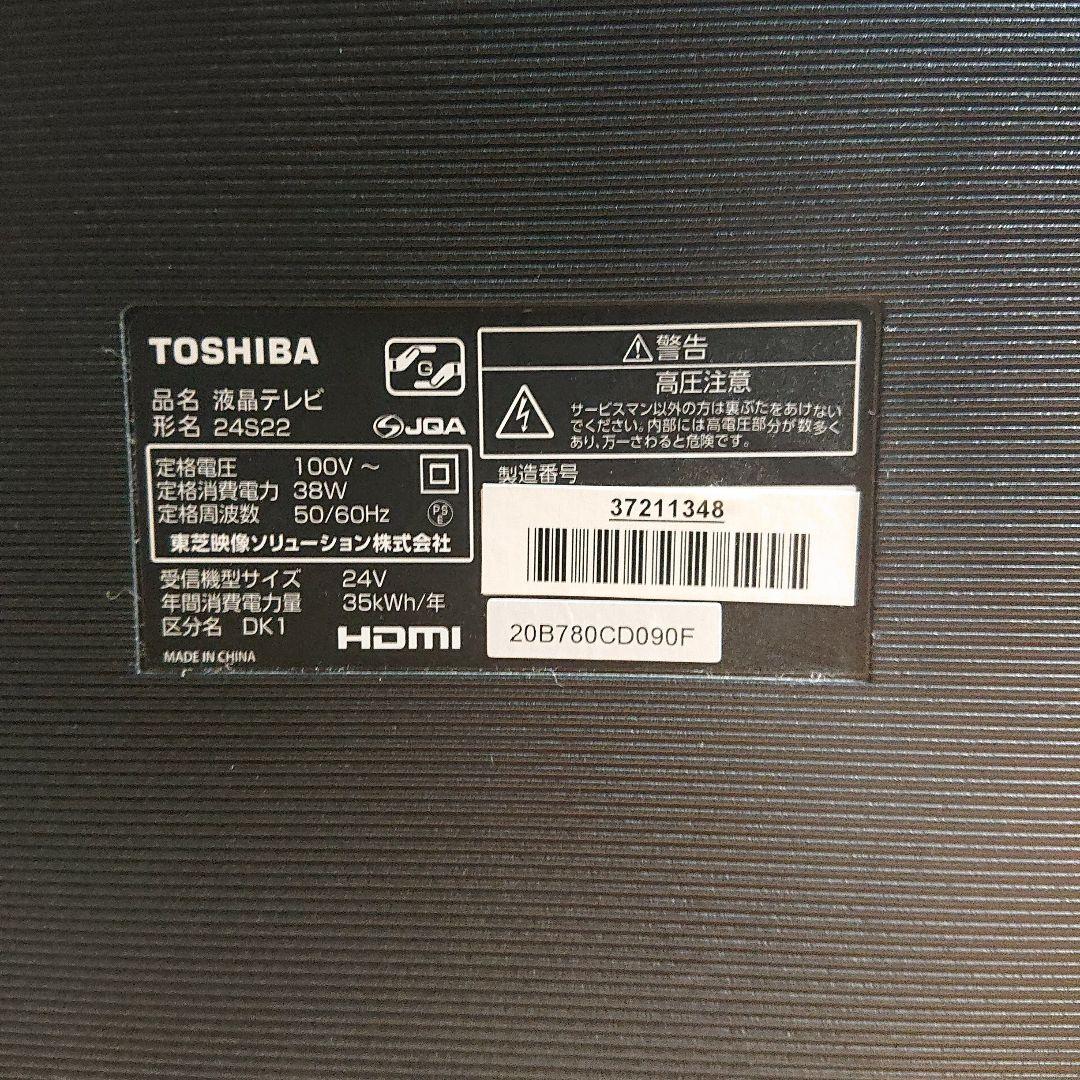 TOSHIBA
品名 液晶テレビ
形名 24S22
G
JQA
定格電圧 100V～
定格消費電力 38W
定格周波数 50/60Hz
PS
E
東芝映像ソリューション株式会社
受信機型サイズ 24V
年間消費電力量 35kWh/年
区分名 DK1
HDMI
MADE IN CHINA
警告
高圧注意
サービスマン以外の方は裏ぶたをあけない
でください。内部には高電圧部分が数多く
あり、万一さわると危険です。
製造番号
37211348
20B780CD090F